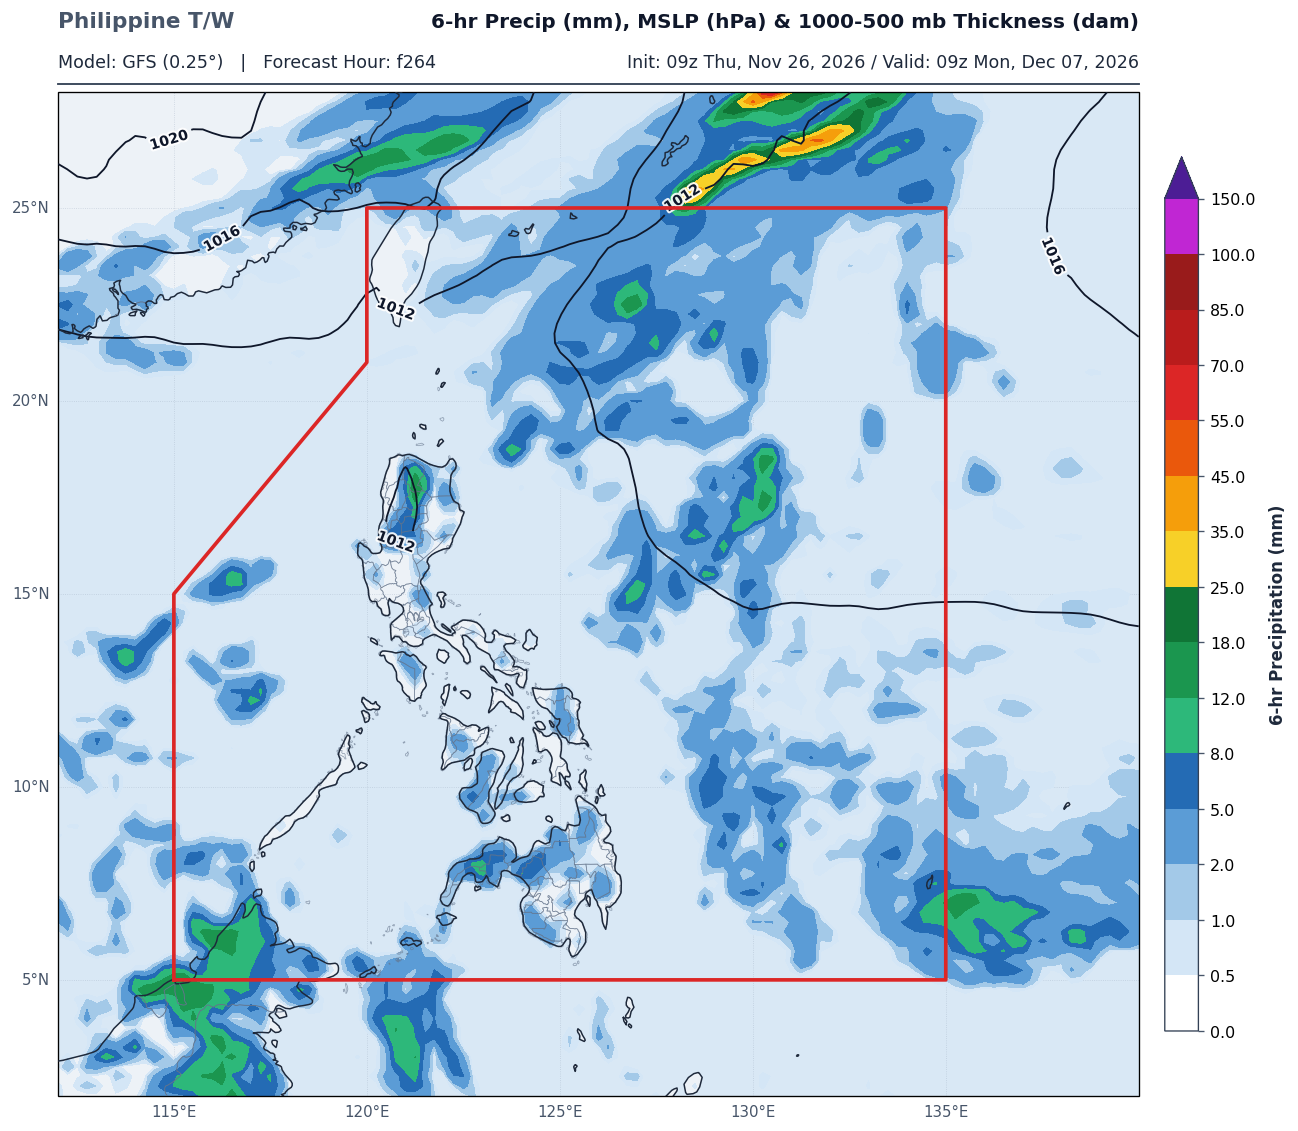 Philippine T/W
6-hr Precip (mm), MSLP (hPa) & 1000-500 mb Thickness (dam)
Model: GFS (0.25°) | Forecast Hour: f264
Init: 09z Thu, Nov 26, 2026 / Valid: 09z Mon, Dec 07, 2026
1020
1012
1016
1016
1012
1012
25°N
20°N
15°N
10°N
5°N
115°E
120°E
125°E
130°E
135°E
150.0
100.0
85.0
70.0
55.0
45.0
35.0
25.0
18.0
12.0
8.0
5.0
2.0
1.0
0.5
0.0
6-hr Precipitation (mm)